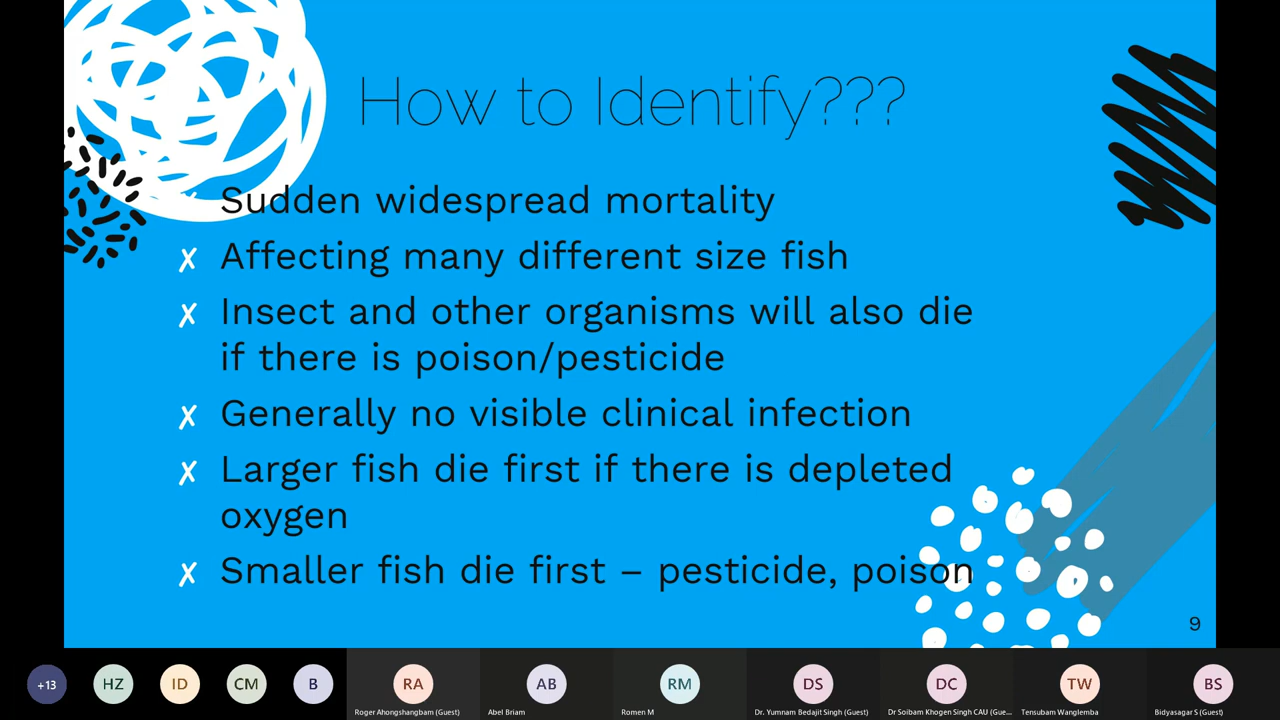 How to Identify???
Sudden widespread mortality
Affecting many different size fish
Insect and other organisms will also die
if there is poison/pesticide
Generally no visible clinical infection
Larger fish die first if there is depleted
oxygen
Smaller fish die first – pesticide, poison
9
+13
HZ
ID
CM
B
RA
AB
RM
DS
DC
TW
BS
Roger Ahongshangbam (Guest)
Abel Briam
Romen M
Dr. Yumnam Bedajit Singh (Guest)
Dr Soibam Khogen Singh CAU (Gue...
Tensubam Wanglemba
Bidyasagar S (Guest)